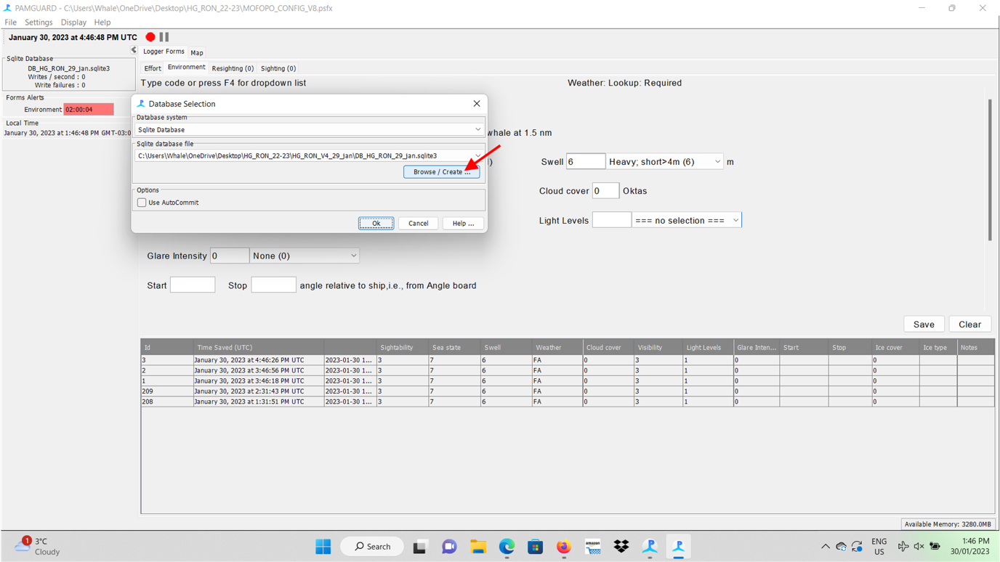 PAMGUARD - C:\Users\Whale\OneDrive\Desktop\HG_RON_22-23\MOFOPO_CONFIG_V8.psfx
File Settings Display Help
January 30, 2023 at 4:46:48 PM UTC
Logger Forms Map
Sqlite Database
DB_HG_RON_29_jan.sqlite3
Writes / second : 0
Write failures : 0
Forms Alerts
Environment 02:00:04
Local Time
January 30, 2023 at 1:46:48 PM GMT-03:0
Effort Environment Resighting (0) Sighting (0)
Type code or press F4 for dropdown list Weather: Lookup: Required
Database Selection
Database system
Sqlite Database
Sqlite database file
C:\Users\Whale\OneDrive\Desktop\HG_RON_22-23\HG_RON_V4_29_jan\DB_HG_RON_29_jan.sqlite3
Browse / Create ...
Options
Use AutoCommit
Ok Cancel Help ...
whale at 1.5 nm
Swell 6 Heavy; short>4m (6) m
Cloud cover 0 Oktas
Light Levels === no selection ===
Glare Intensity 0 None (0)
Start Stop angle relative to ship,i.e., from Angle board
Save Clear
Id Time Saved (UTC) Sightability Sea state Swell Weather Cloud cover Visibility Light Levels Glare Inten... Start Stop Ice cover Ice type Notes
3 January 30, 2023 at 4:46:26 PM UTC 2023-01-30 1... 3 7 6 FA 0 3 1 0 0
2 January 30, 2023 at 3:46:56 PM UTC 2023-01-30 1... 3 7 6 FA 0 3 1 0 0
1 January 30, 2023 at 3:46:18 PM UTC 2023-01-30 1... 3 7 6 FA 0 3 1 0 0
209 January 30, 2023 at 2:31:43 PM UTC 2023-01-30 1... 3 7 6 FA 0 3 1 0 0
208 January 30, 2023 at 1:31:51 PM UTC 2023-01-30 1... 3 7 6 FA 0 3 1 0 0
Available Memory: 3280.0MB
1
3°C
Cloudy
Search
amazon
ENG
US
1:46 PM
30/01/2023